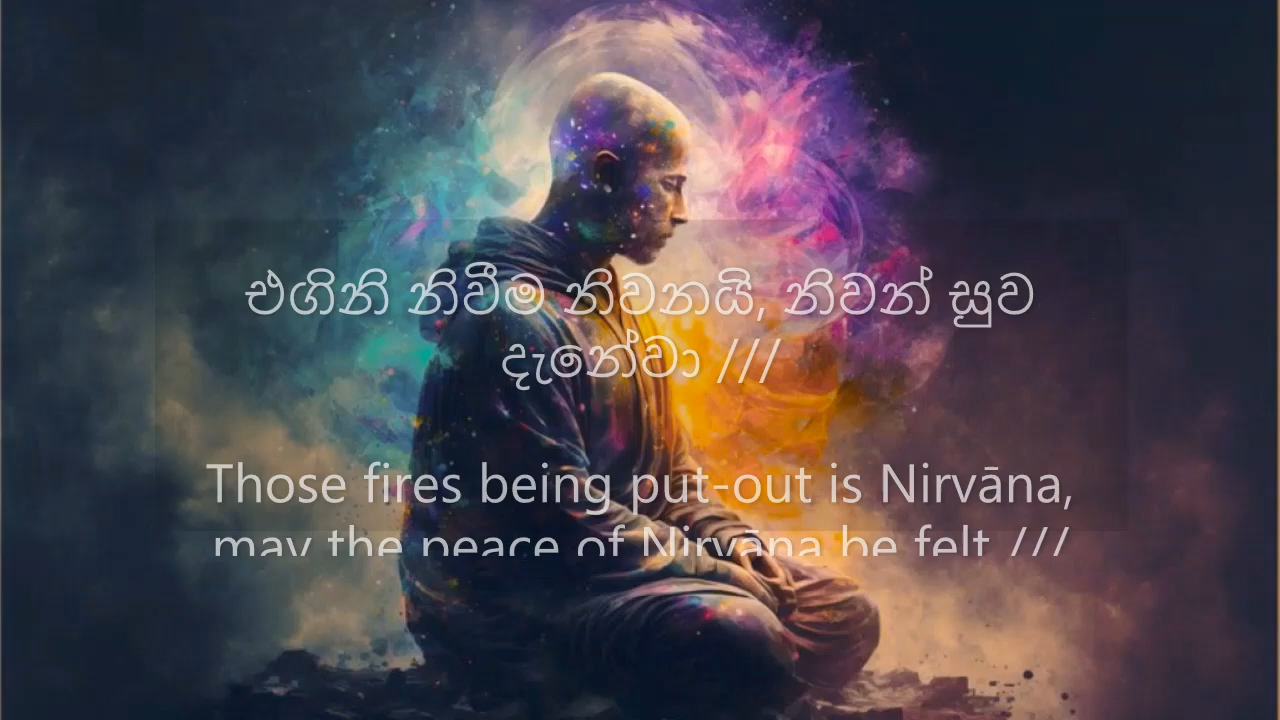 එගිනි නිවීම නිවනයි, නිවන් සුව
දැනේවා ///
Those fires being put-out is Nirvāna,
may the peace of Nirvāna be felt ///